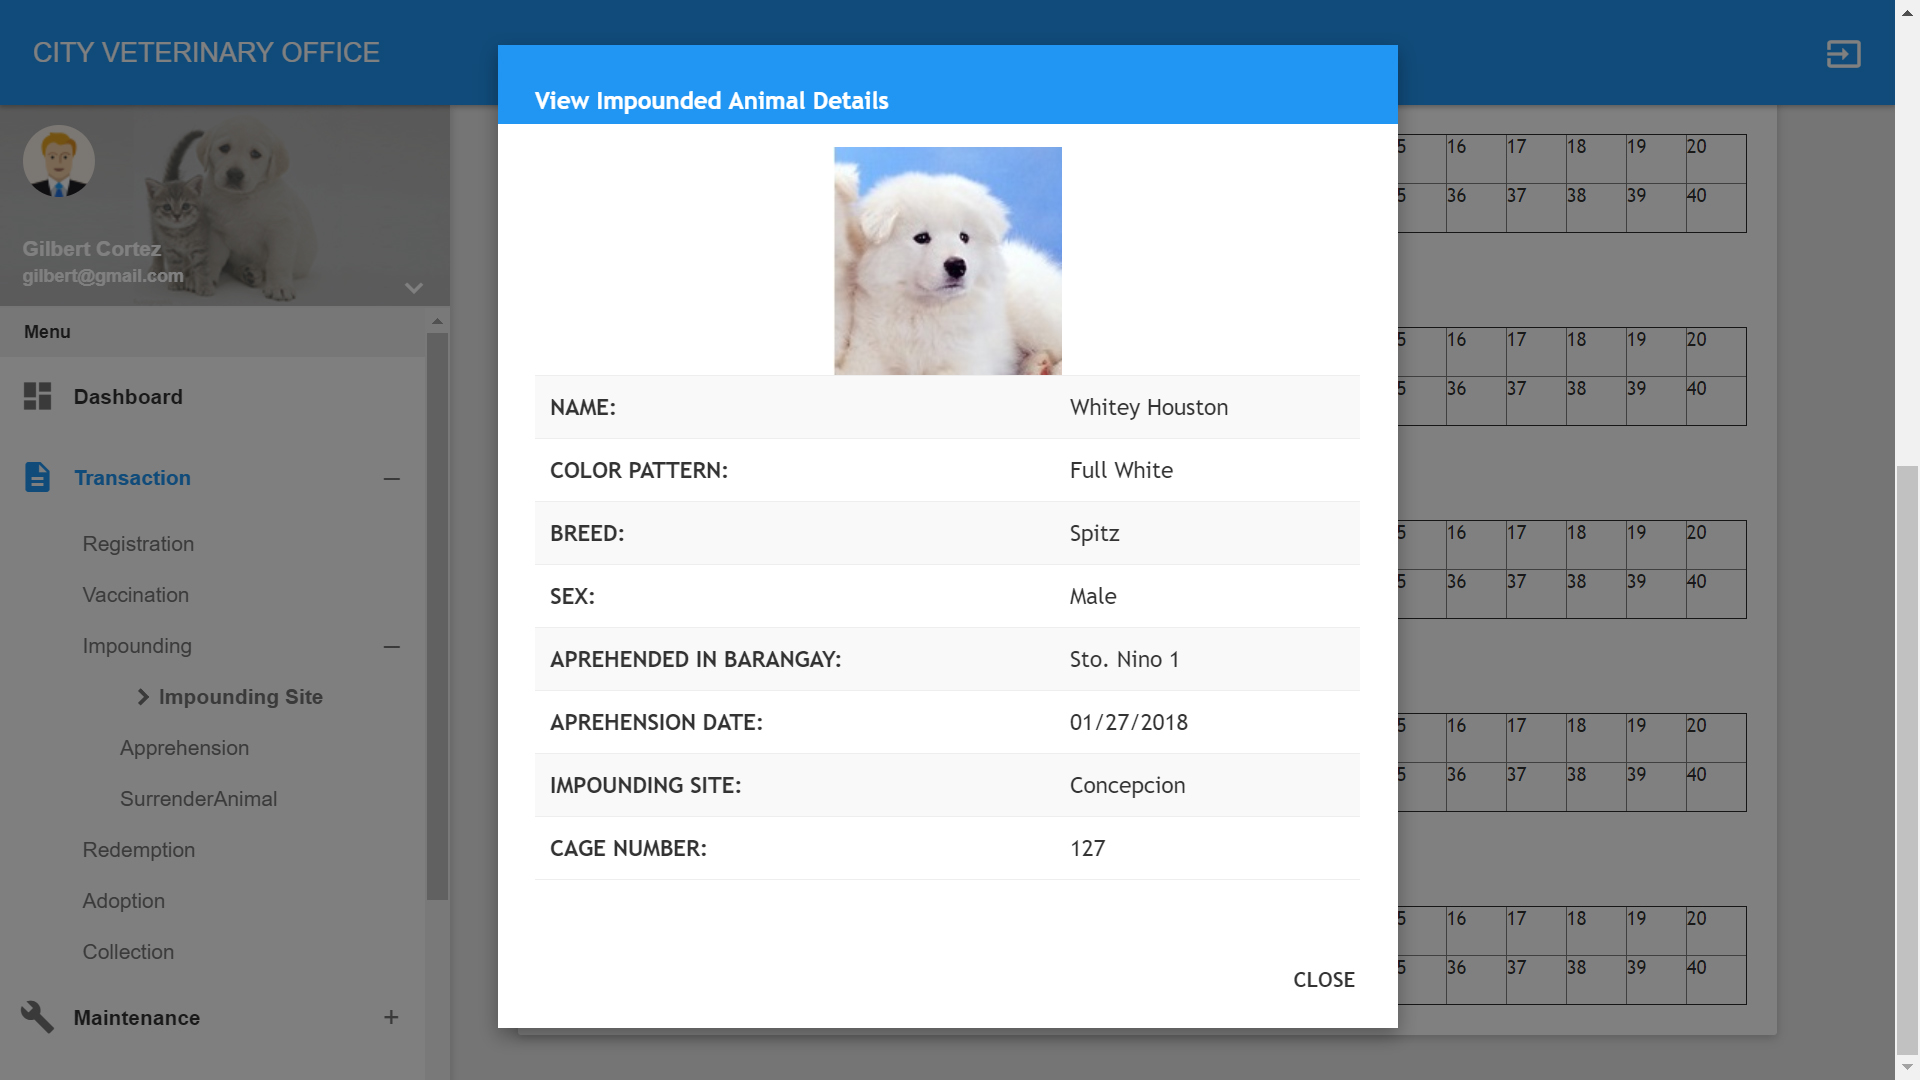 CITY VETERINARY OFFICE
Gilbert Cortez
gilbert@gmail.com
Menu
Dashboard
Transaction
Registration
Vaccination
Impounding
Impounding Site
Apprehension
SurrenderAnimal
Redemption
Adoption
Collection
Maintenance
View Impounded Animal Details
NAME: Whitey Houston
COLOR PATTERN: Full White
BREED: Spitz
SEX: Male
APREHENDED IN BARANGAY: Sto. Nino 1
APREHENSION DATE: 01/27/2018
IMPOUNDING SITE: Concepcion
CAGE NUMBER: 127
CLOSE
5 16 17 18 19 20
5 36 37 38 39 40
5 16 17 18 19 20
5 36 37 38 39 40
5 16 17 18 19 20
5 36 37 38 39 40
5 16 17 18 19 20
5 36 37 38 39 40
5 16 17 18 19 20
5 36 37 38 39 40